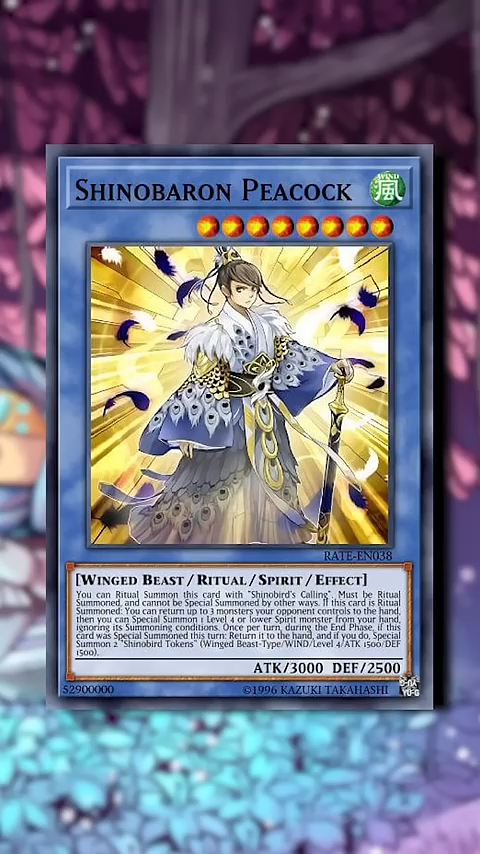 SHINOBARON PEACOCK
WIND
風
RATE-EN038
[WINGED BEAST / RITUAL / SPIRIT / EFFECT]
You can Ritual Summon this card with "Shinobird's Calling". Must be Ritual
Summoned, and cannot be Special Summoned by other ways. If this card is Ritual
Summoned: You can return up to 3 monsters your opponent controls to the hand,
then you can Special Summon 1 Level 4 or lower Spirit monster from your hand,
ignoring its Summoning conditions. Once per turn, during the End Phase, if this
card was Special Summoned this turn: Return it to the hand, and if you do, Special
Summon 2 "Shinobird Tokens" (Winged Beast-Type/WIND/Level 4/ATK 1500/DEF
1500).
ATK/3000 DEF/2500
52900000
©1996 KAZUKI TAKAHASHI